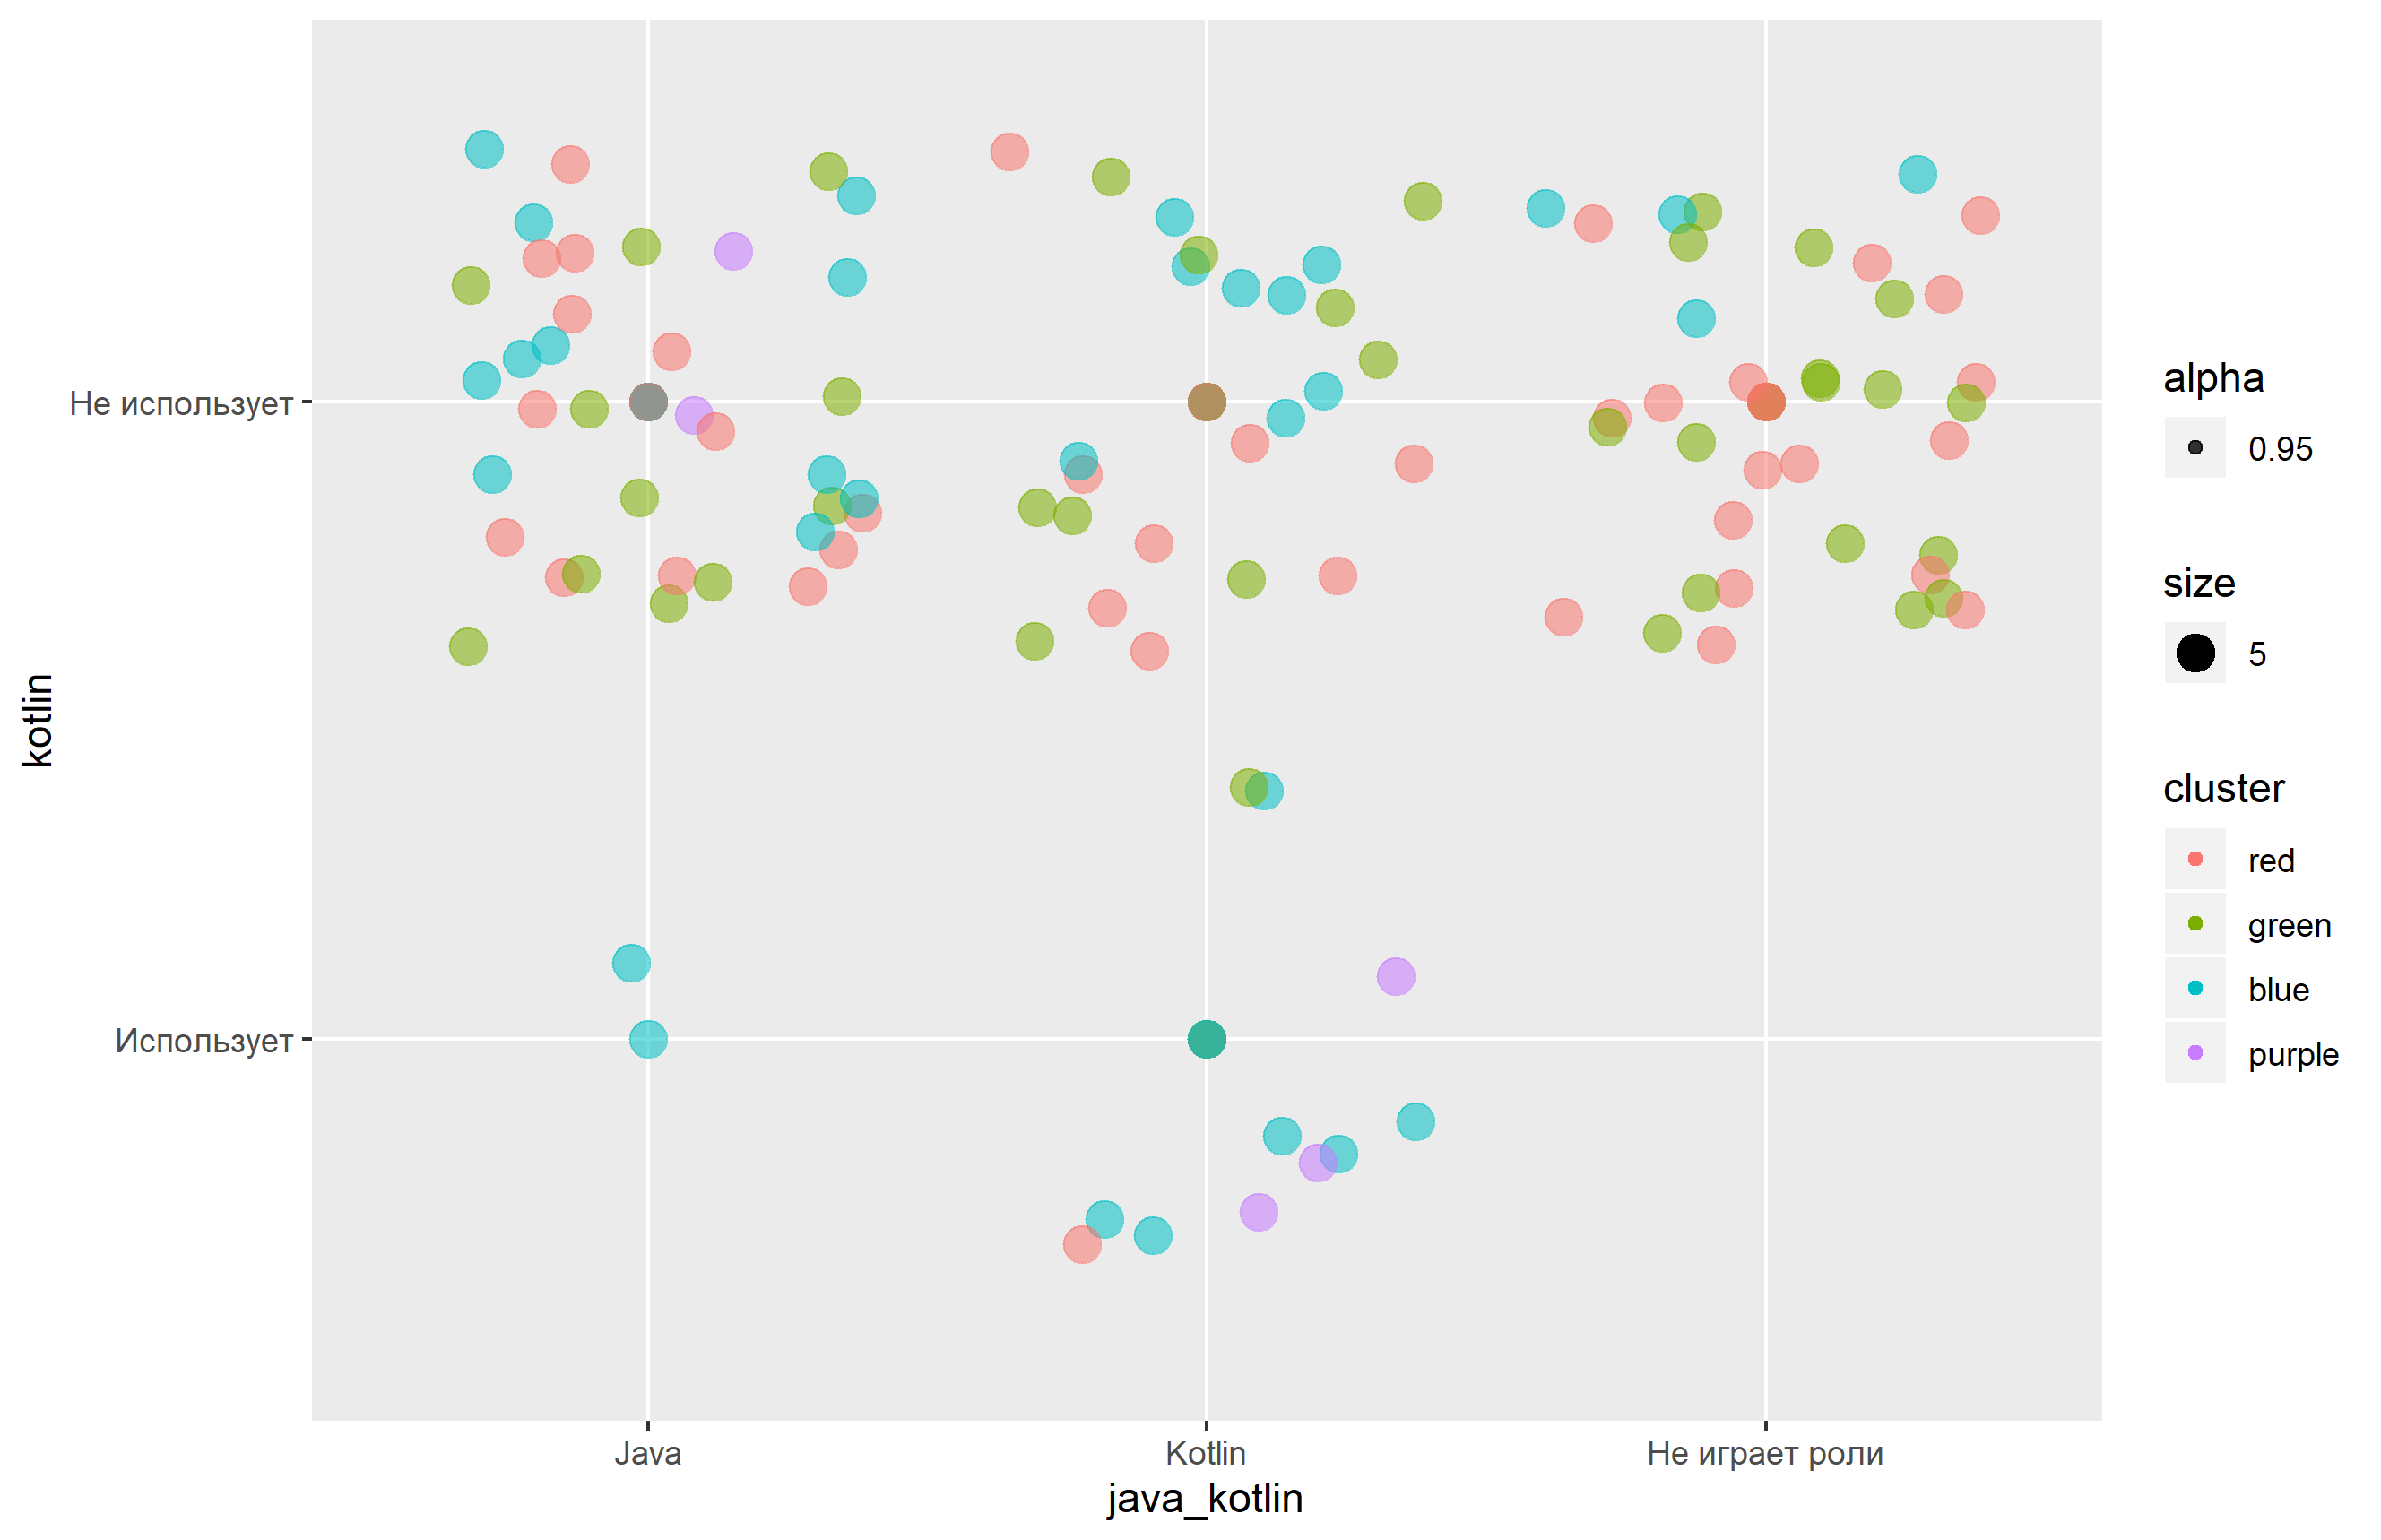 kotlin
Не использует
Использует
Java
Kotlin
Не играет роли
java_kotlin
alpha
0.95
size
5
cluster
red
green
blue
purple